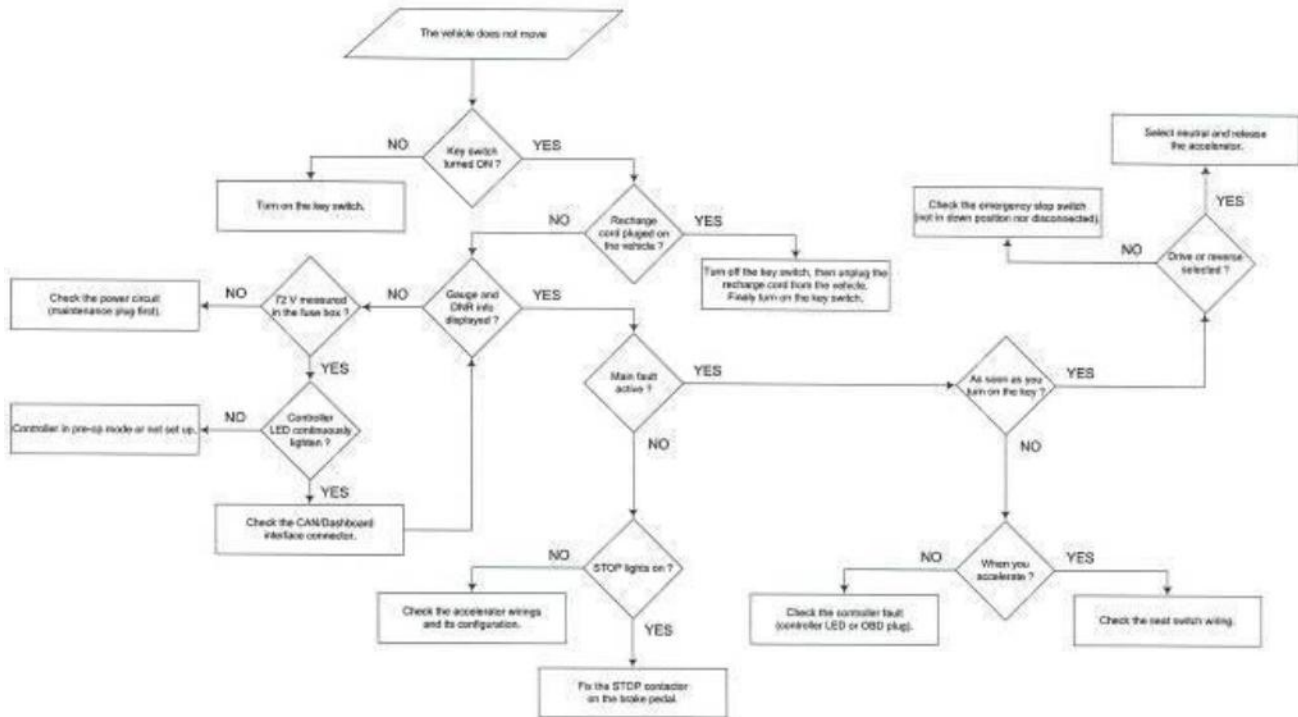 The vehicle does not move
Key switch
turned ON ?
NO
YES
Turn on the key switch.
Recharge
cord pluged on
the vehicle ?
NO
YES
Turn off the key switch, then unplug the
recharge cord from the vehicle.
Finaly turn on the key switch.
Select neutral and release
the accelerator.
YES
Check the emergency stop switch
(not in down position nor disconnected).
NO
Drive or reverse
selected ?
Check the power circuit
(maintenance plug first).
NO
72 V measured
in the fuse box ?
NO
Gauge and
DNR info
displayed ?
YES
YES
Main fault
active ?
YES
As soon as you
turn on the key ?
YES
Controller in pre-op mode or not set up.
NO
Controller
LED continuously
lighten ?
NO
NO
YES
Check the CAN/Dashboard
interface connector.
NO
STOP lights on ?
NO
When you
accelerate ?
YES
Check the accelerator wirings
and its configuration.
YES
Check the controller fault
(controller LED or OBD plug).
Check the seat switch wiring.
Fix the STOP contactor
on the brake pedal.